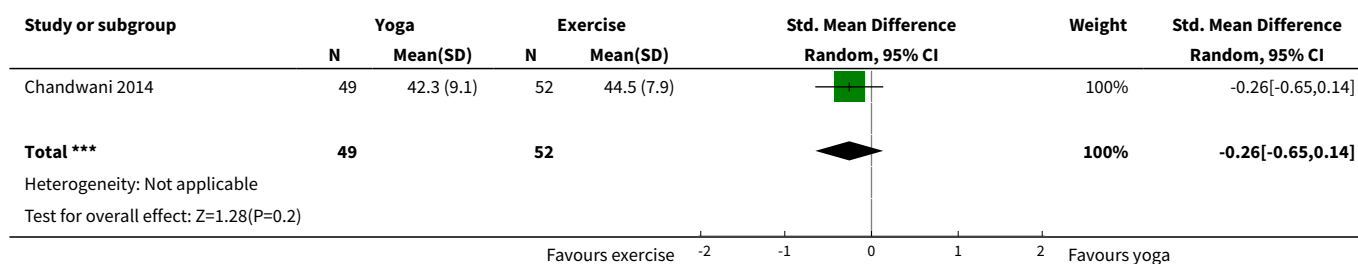 Study or subgroup Yoga Exercise Std. Mean Difference Weight Std. Mean Difference
N Mean(SD) N Mean(SD) Random, 95% CI Random, 95% CI
Chandwani 2014 49 42.3 (9.1) 52 44.5 (7.9) 100% -0.26[-0.65,0.14]
Total *** 49 52 100% -0.26[-0.65,0.14]
Heterogeneity: Not applicable
Test for overall effect: Z=1.28(P=0.2)
Favours exercise -2 -1 0 1 2 Favours yoga